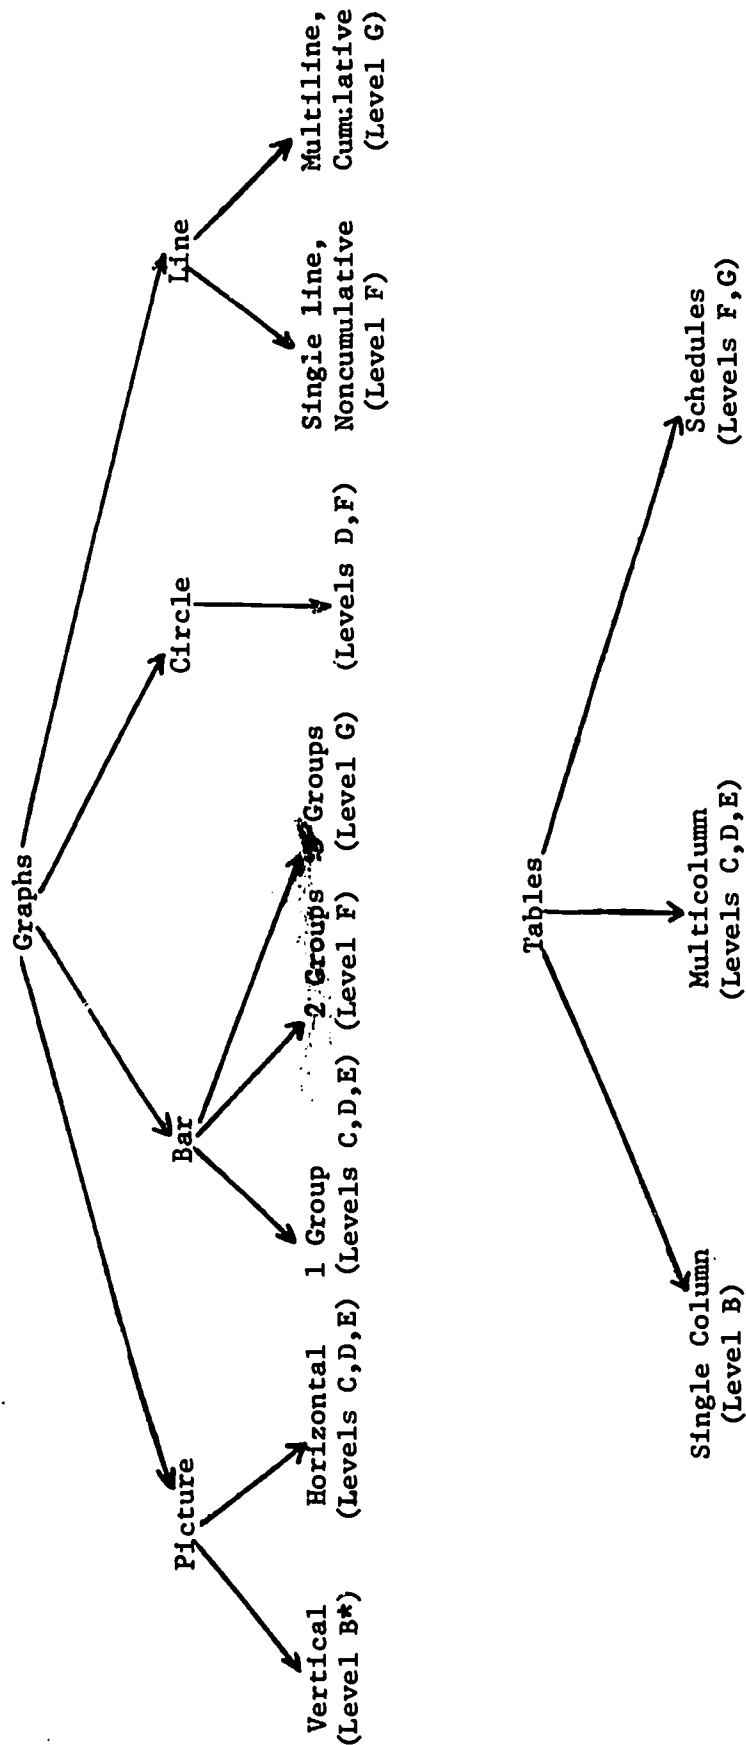 Graphs
Picture
Bar
Circle
Line
Vertical
(Level B*)
Horizontal
(Levels C,D,E)
1 Group
(Levels C,D,E)
2 Groups
(Level F)
Groups
(Level G)
(Levels D,F)
Single line,
Noncumulative
(Level F)
Multiline,
Cumulative
(Level G)
Tables
Single Column
(Level B)
Multicolumn
(Levels C,D,E)
Schedules
(Levels F,G)